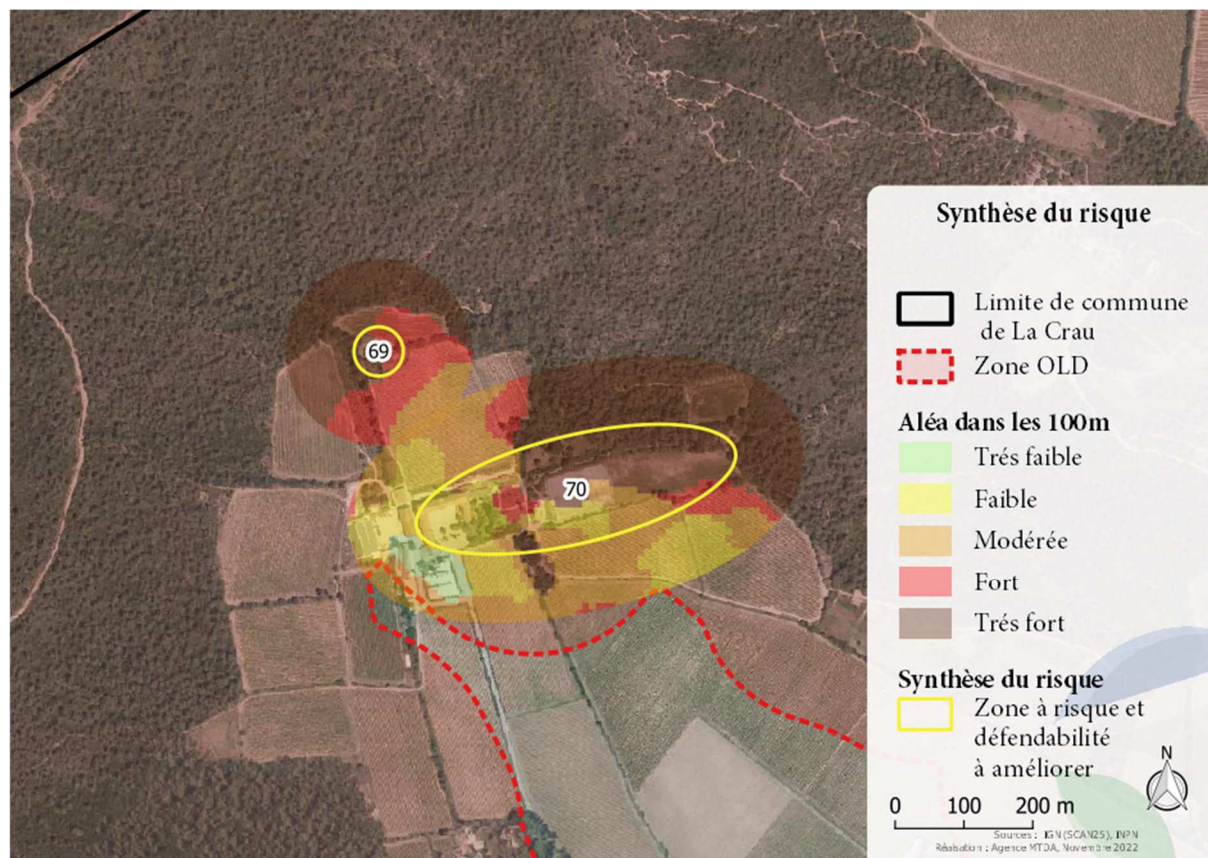 69
70
Synthèse du risque
Limite de commune
de La Crau
Zone OLD
Aléa dans les 100m
Trés faible
Faible
Modérée
Fort
Trés fort
Synthèse du risque
Zone à risque et
défendabilité
à améliorer
N
0 100 200 m
Sources : IGN (SCAN25), INPN
Réalisation : Agence MTDA, Novembre 2022